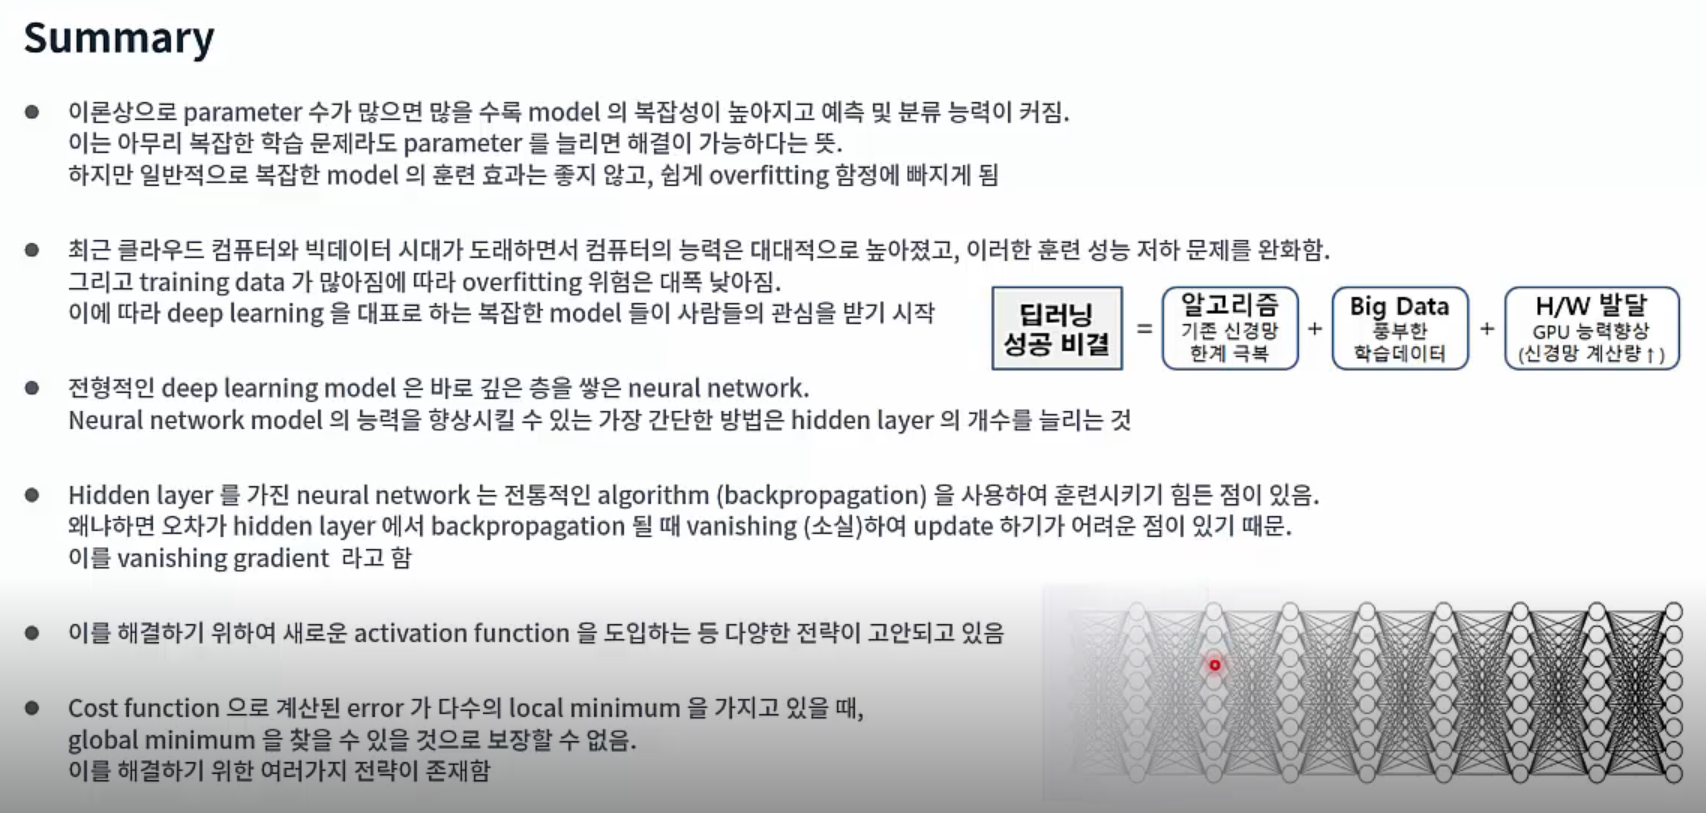 Summary
이론상으로 parameter 수가 많으면 많을 수록 model 의 복잡성이 높아지고 예측 및 분류 능력이 커짐.
이는 아무리 복잡한 학습 문제라도 parameter 를 늘리면 해결이 가능하다는 뜻.
하지만 일반적으로 복잡한 model 의 훈련 효과는 좋지 않고, 쉽게 overfitting 함정에 빠지게 됨
최근 클라우드 컴퓨터와 빅데이터 시대가 도래하면서 컴퓨터의 능력은 대대적으로 높아졌고, 이러한 훈련 성능 저하 문제를 완화함.
그리고 training data 가 많아짐에 따라 overfitting 위험은 대폭 낮아짐.
이에 따라 deep learning 을 대표로 하는 복잡한 model 들이 사람들의 관심을 받기 시작
딥러닝
성공 비결
=
알고리즘
기존 신경망
한계 극복
+
Big Data
풍부한
학습데이터
+
H/W 발달
GPU 능력향상
(신경망 계산량↑)
전형적인 deep learning model 은 바로 깊은 층을 쌓은 neural network.
Neural network model 의 능력을 향상시킬 수 있는 가장 간단한 방법은 hidden layer 의 개수를 늘리는 것
Hidden layer 를 가진 neural network 는 전통적인 algorithm (backpropagation) 을 사용하여 훈련시키기 힘든 점이 있음.
왜냐하면 오차가 hidden layer 에서 backpropagation 될 때 vanishing (소실)하여 update 하기가 어려운 점이 있기 때문.
이를 vanishing gradient 라고 함
이를 해결하기 위하여 새로운 activation function 을 도입하는 등 다양한 전략이 고안되고 있음
Cost function 으로 계산된 error 가 다수의 local minimum 을 가지고 있을 때,
global minimum 을 찾을 수 있을 것으로 보장할 수 없음.
이를 해결하기 위한 여러가지 전략이 존재함